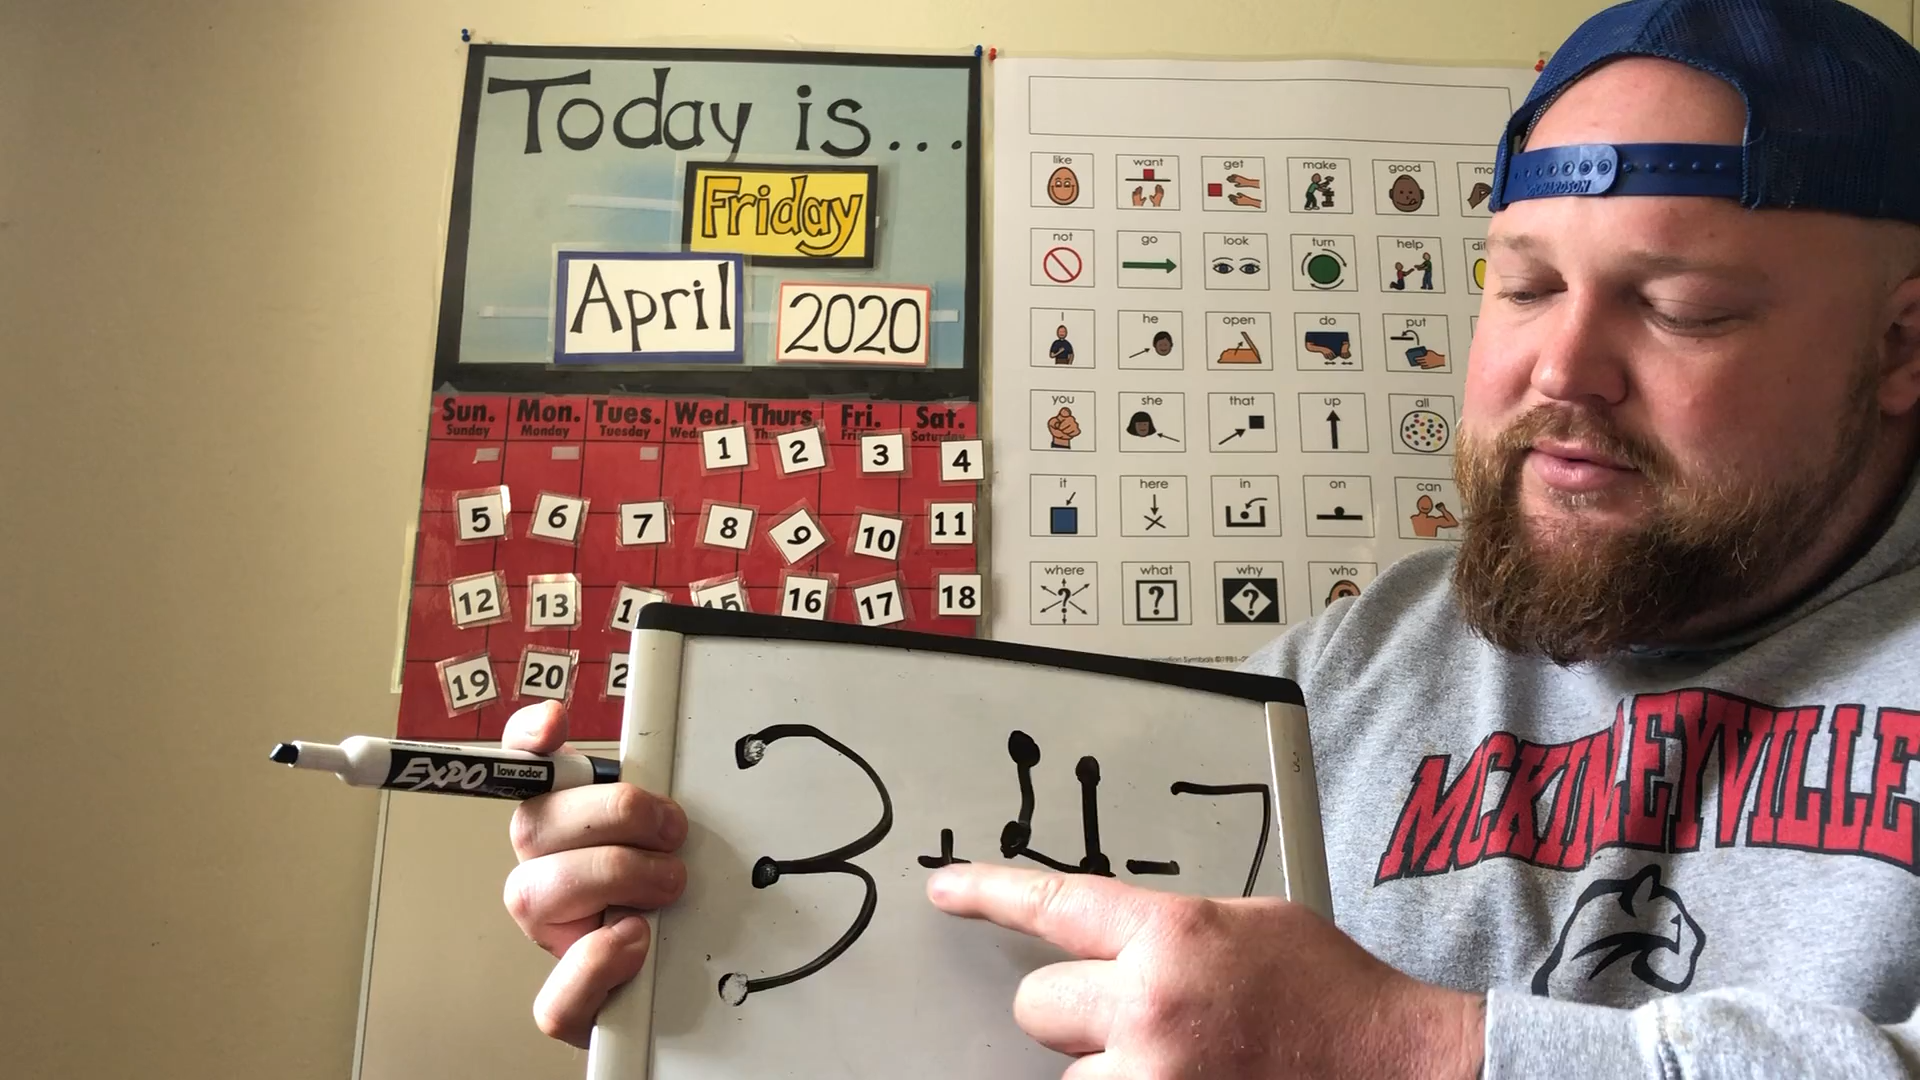 Today is...
Friday
April 2020
Sun. Mon. Tues. Wed. Thurs. Fri. Sat.
Sunday Monday Tuesday
1 2 3 4
5 6 7 8 9 10 11
12 13 15 16 17 18
19 20
like want get make good
not go look turn help
I he open do put
you she that up all
it here in on can
where what why who
RICHARDSON
EXPO low odor
3 + 4 - 7
MCKINLEYVILLE